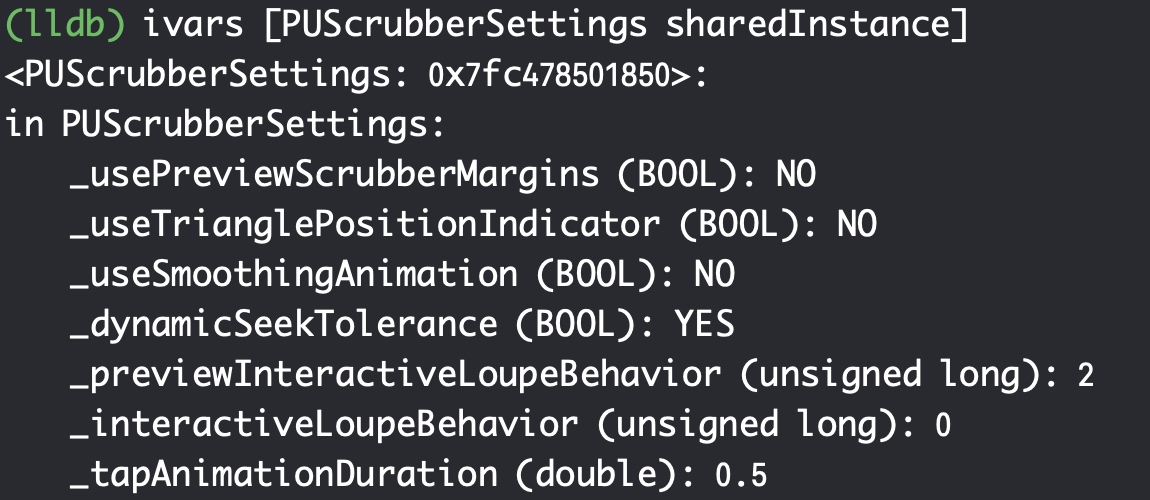 (lldb) ivars [PUScrubberSettings sharedInstance]
<PUScrubberSettings: 0x7fc478501850>:
in PUScrubberSettings:
_usePreviewScrubberMargins (BOOL): NO
_useTrianglePositionIndicator (BOOL): NO
_useSmoothingAnimation (BOOL): NO
_dynamicSeekTolerance (BOOL): YES
_previewInteractiveLoupeBehavior (unsigned long): 2
_interactiveLoupeBehavior (unsigned long): 0
_tapAnimationDuration (double): 0.5